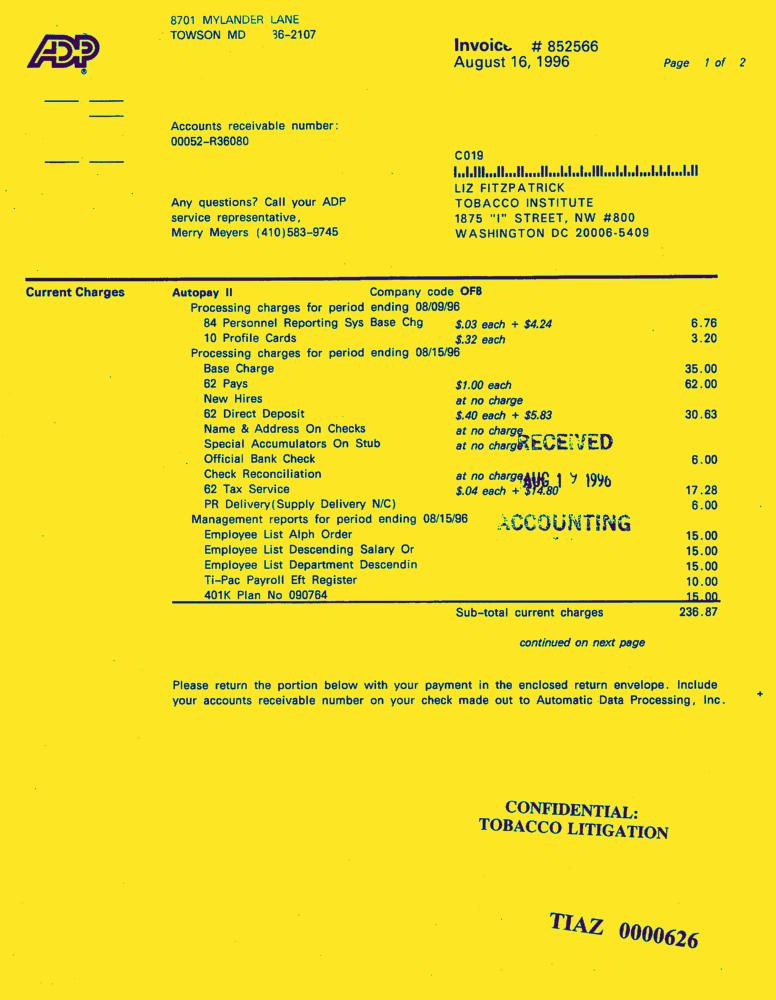 ADP
8701 MYLANDER LANE
TOWSON MD 36-2107
Invoice # 852566
August 16, 1996
Page 1 of 2
Accounts receivable number:
00052-R36080
C019
LIZ FITZPATRICK
TOBACCO INSTITUTE
1875 "I" STREET, NW #800
WASHINGTON DC 20006-5409
Any questions? Call your ADP
service representative,
Merry Meyers (410)583-9745
Current Charges Autopay II Company code OF8
Processing charges for period ending 08/09/96
84 Personnel Reporting Sys Base Chg $.03 each + $4.24 6.76
10 Profile Cards $.32 each 3.20
Processing charges for period ending 08/15/96
Base Charge 35.00
62 Pays $1.00 each 62.00
New Hires at no charge
62 Direct Deposit $.40 each + $5.83 30.63
Name & Address On Checks at no charge
Special Accumulators On Stub at no charge
RECEIVED
Official Bank Check 6.00
Check Reconciliation at no charge
AUG 1 9 1996
62 Tax Service $.04 each + $14.80 17.28
PR Delivery(Supply Delivery N/C) 6.00
Management reports for period ending 08/15/96
ACCOUNTING
Employee List Alph Order 15.00
Employee List Descending Salary Or 15.00
Employee List Department Descendin 15.00
Ti-Pac Payroll Eft Register 10.00
401K Plan No 090764 15.00
Sub-total current charges 236.87
continued on next page
Please return the portion below with your payment in the enclosed return envelope. Include
your accounts receivable number on your check made out to Automatic Data Processing, Inc.
CONFIDENTIAL:
TOBACCO LITIGATION
TIAZ 0000626